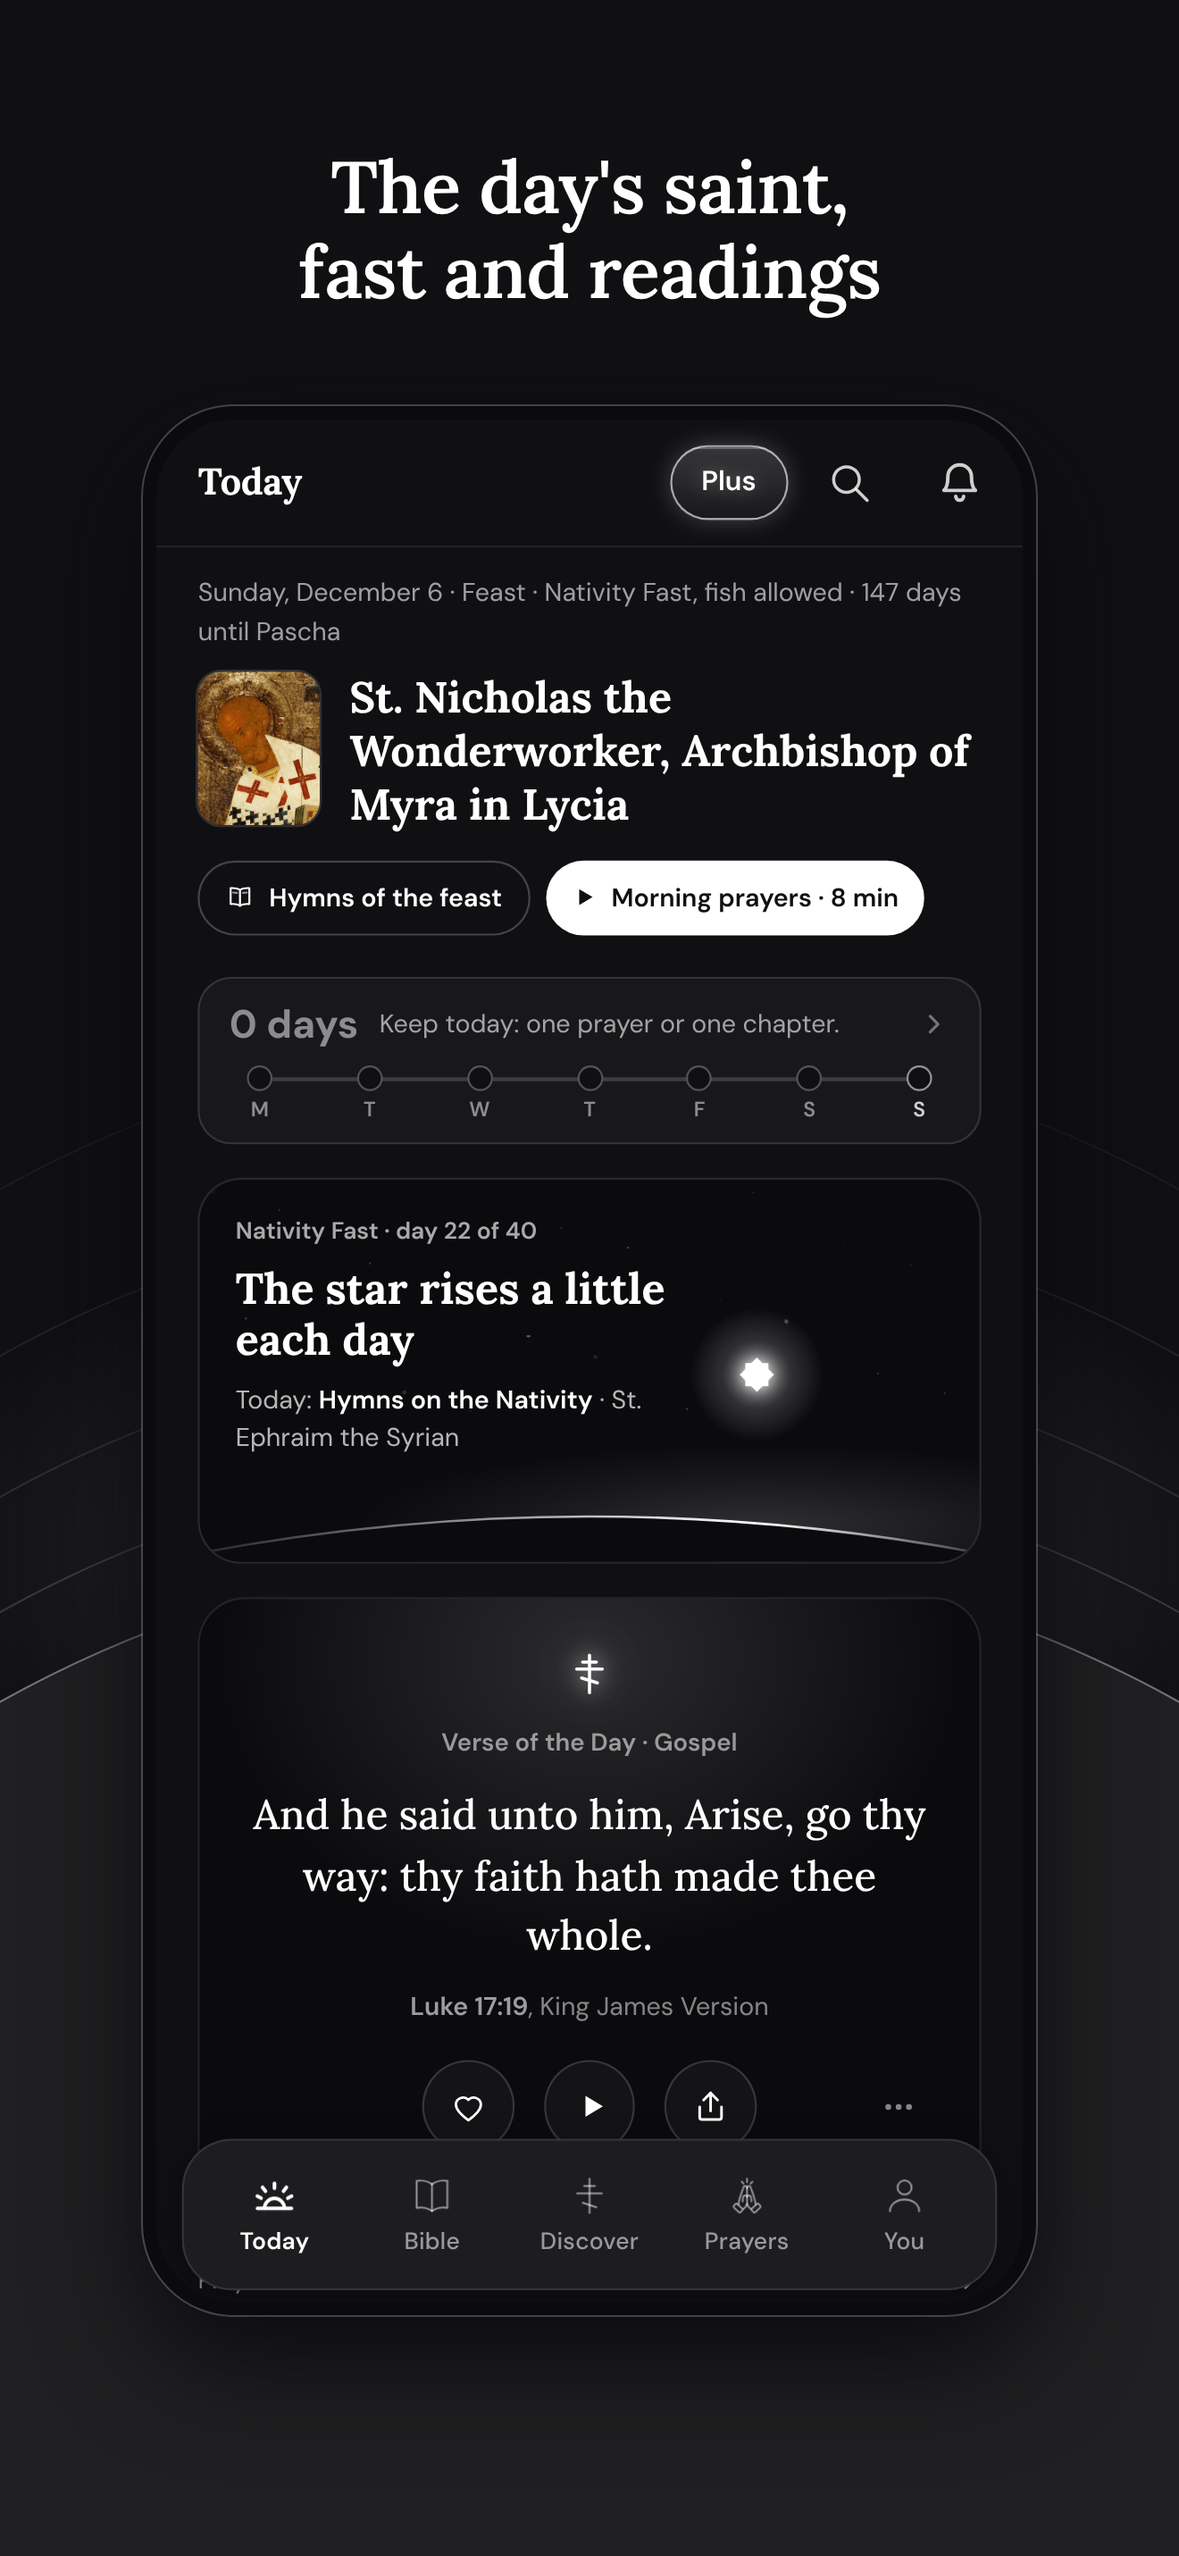 The day's saint,
fast and readings
Today
Plus
Sunday, December 6 · Feast · Nativity Fast, fish allowed · 147 days
until Pascha
St. Nicholas the
Wonderworker, Archbishop of
Myra in Lycia
Hymns of the feast
Morning prayers · 8 min
0 days
Keep today: one prayer or one chapter.
M T W T F S S
Nativity Fast · day 22 of 40
The star rises a little
each day
Today: Hymns on the Nativity · St.
Ephraim the Syrian
Verse of the Day · Gospel
And he said unto him, Arise, go thy
way: thy faith hath made thee
whole.
Luke 17:19, King James Version
Today
Bible
Discover
Prayers
You